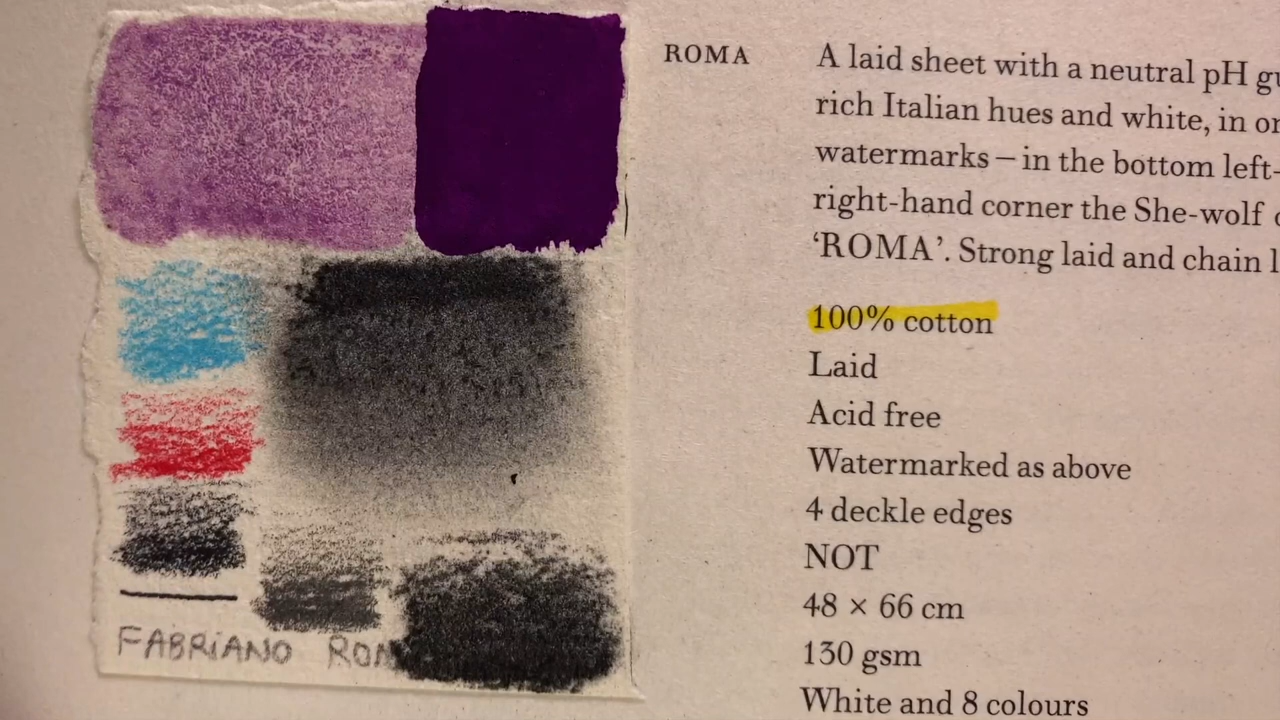 ROMA
A laid sheet with a neutral pH
rich Italian hues and white, in
watermarks – in the bottom left-
right-hand corner the She-wolf
‘ROMA’. Strong laid and chain
100% cotton
Laid
Acid free
Watermarked as above
4 deckle edges
NOT
48 × 66 cm
130 gsm
White and 8 colours
FABRIANO